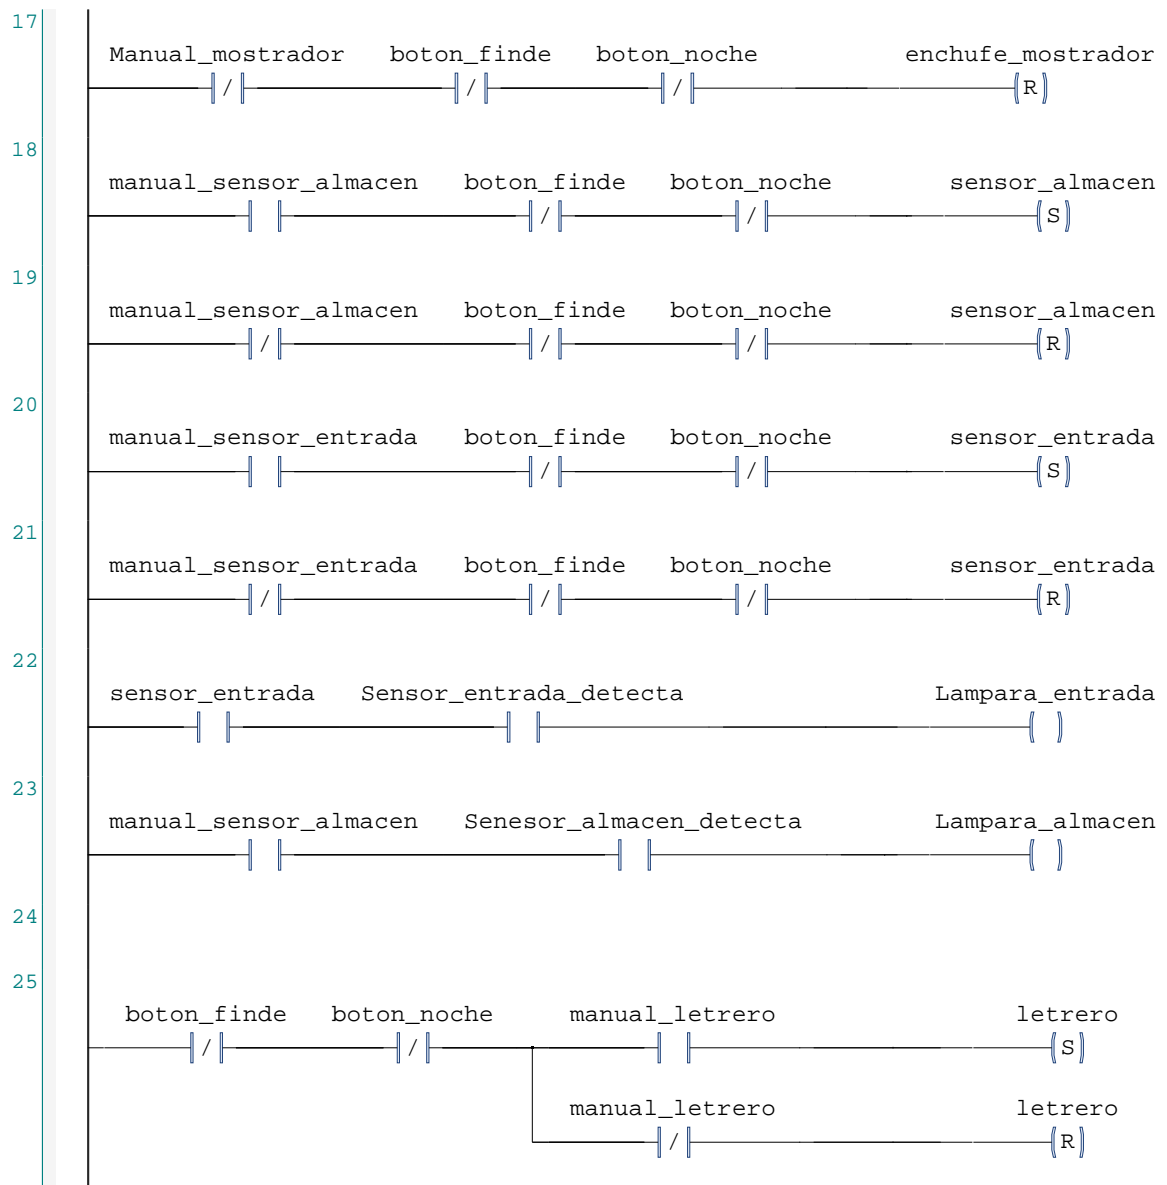 17
Manual_mostrador boton_finde boton_noche enchufe_mostrador
/ / / R
18
manual_sensor_almacen boton_finde boton_noche sensor_almacen
/ / S
19
manual_sensor_almacen boton_finde boton_noche sensor_almacen
/ / / R
20
manual_sensor_entrada boton_finde boton_noche sensor_entrada
/ / S
21
manual_sensor_entrada boton_finde boton_noche sensor_entrada
/ / / R
22
sensor_entrada Sensor_entrada_detecta Lampara_entrada
23
manual_sensor_almacen Senesor_almacen_detecta Lampara_almacen
24
25
boton_finde boton_noche manual_letrero letrero
/ / S
manual_letrero letrero
/ R